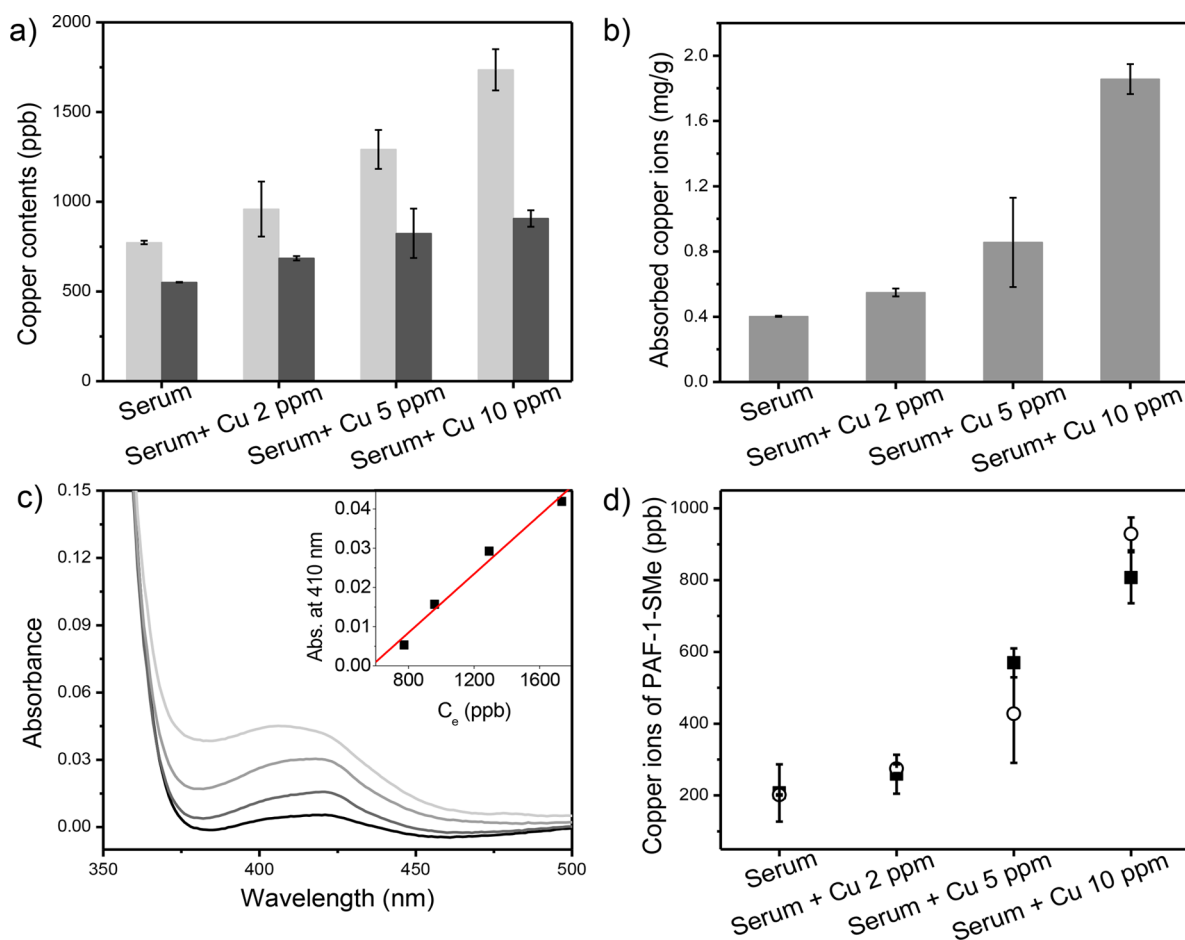 a)
Copper contents (ppb)
2000
1500
1000
500
0
Serum
Serum+ Cu 2 ppm
Serum+ Cu 5 ppm
Serum+ Cu 10 ppm
b)
Absorbed copper ions (mg/g)
2.0
1.6
1.2
0.8
0.4
0.0
Serum
Serum+ Cu 2 ppm
Serum+ Cu 5 ppm
Serum+ Cu 10 ppm
c)
Absorbance
0.15
0.12
0.09
0.06
0.03
0.00
350
400
450
500
Wavelength (nm)
Abs. at 410 nm
0.04
0.03
0.02
0.01
0.00
800
1200
1600
Ce (ppb)
d)
Copper ions of PAF-1-SMe (ppb)
1000
800
600
400
200
Serum
Serum + Cu 2 ppm
Serum + Cu 5 ppm
Serum + Cu 10 ppm